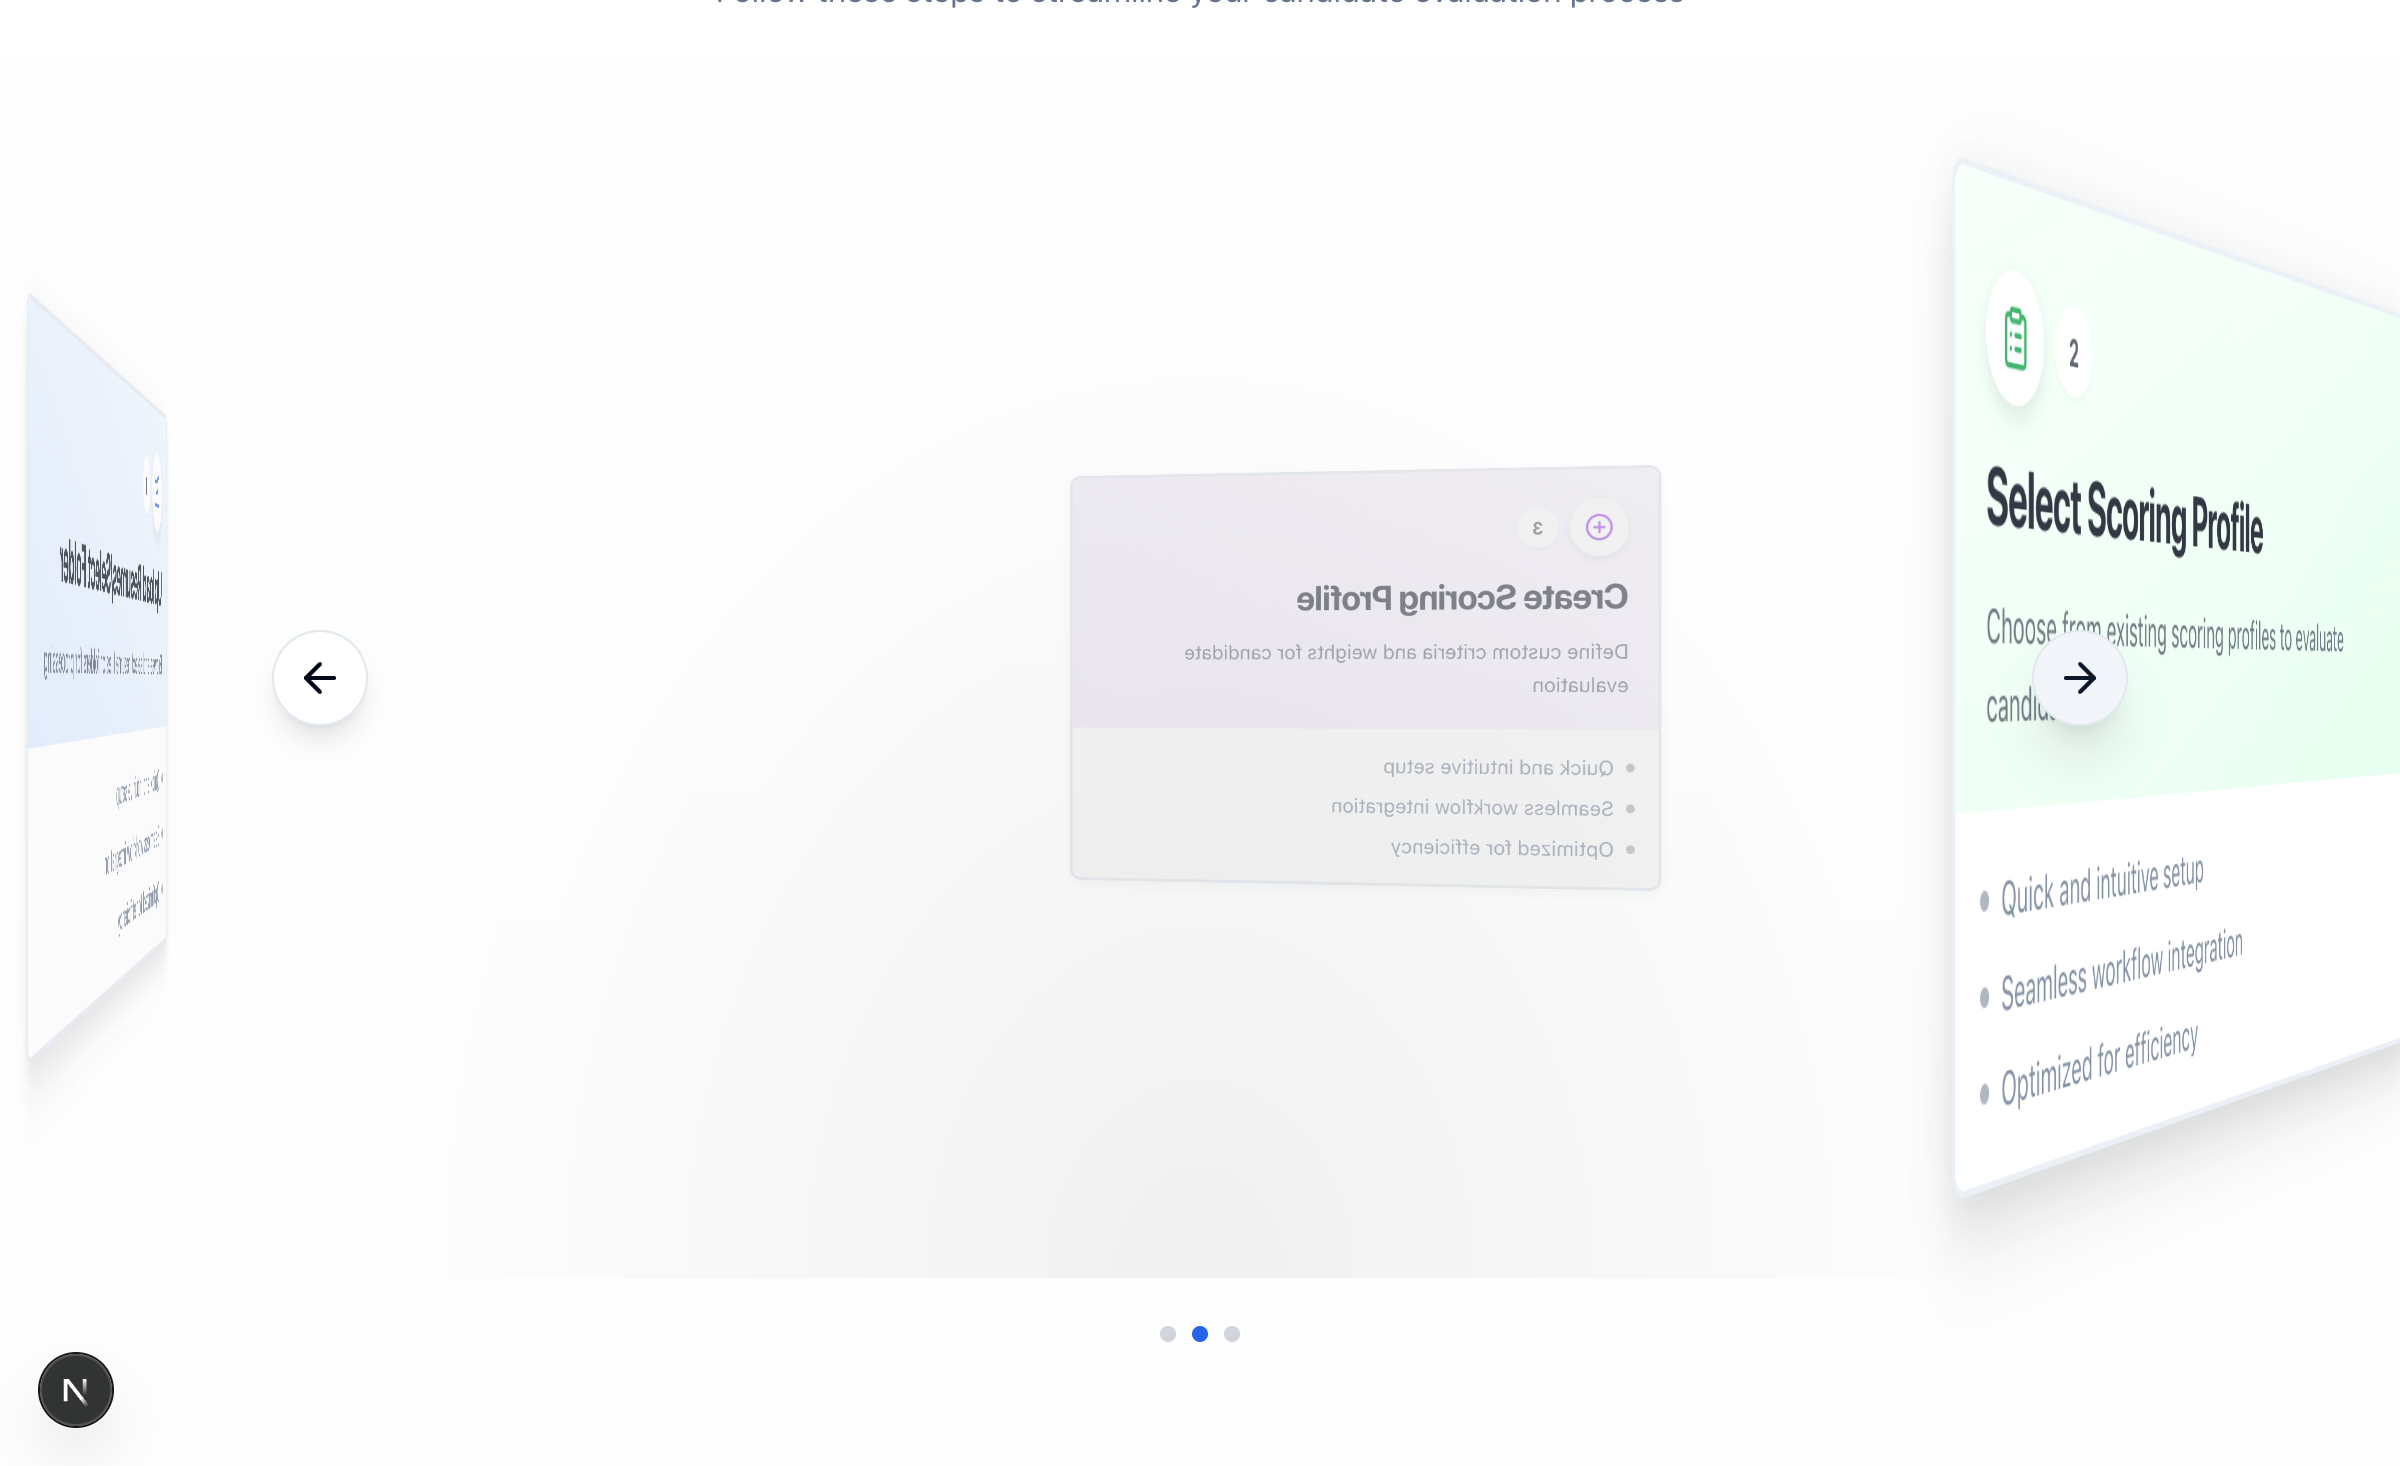 Follow these steps to streamline your candidate evaluation process
1
Upload Resumes/Select Folder
3
Create Scoring Profile
Define custom criteria and weights for candidate
evaluation
Quick and intuitive setup
Seamless workflow integration
Optimized for efficiency
2
Select Scoring Profile
Choose from existing scoring profiles to evaluate
Quick and intuitive setup
Seamless workflow integration
Optimized for efficiency
N